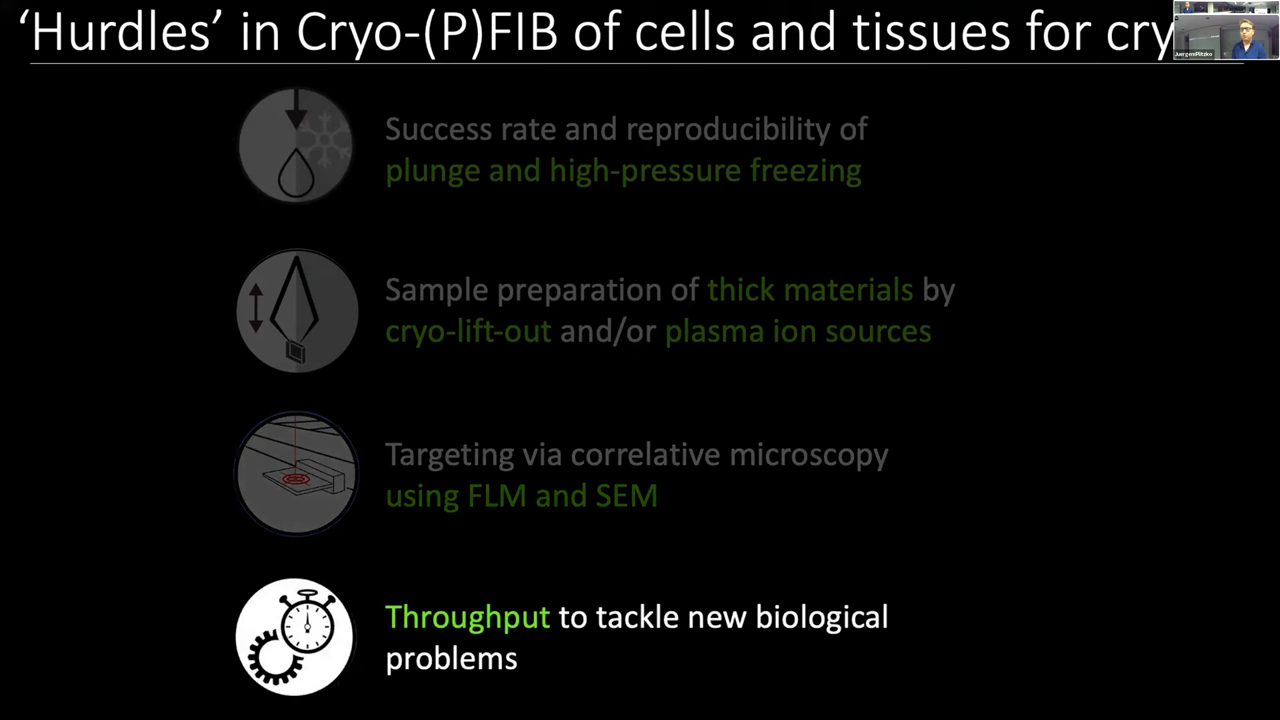 ‘Hurdles’ in Cryo-(P)FIB of cells and tissues for cry
JuergenPlitzko
Success rate and reproducibility of
plunge and high-pressure freezing
Sample preparation of thick materials by
cryo-lift-out and/or plasma ion sources
Targeting via correlative microscopy
using FLM and SEM
Throughput to tackle new biological
problems